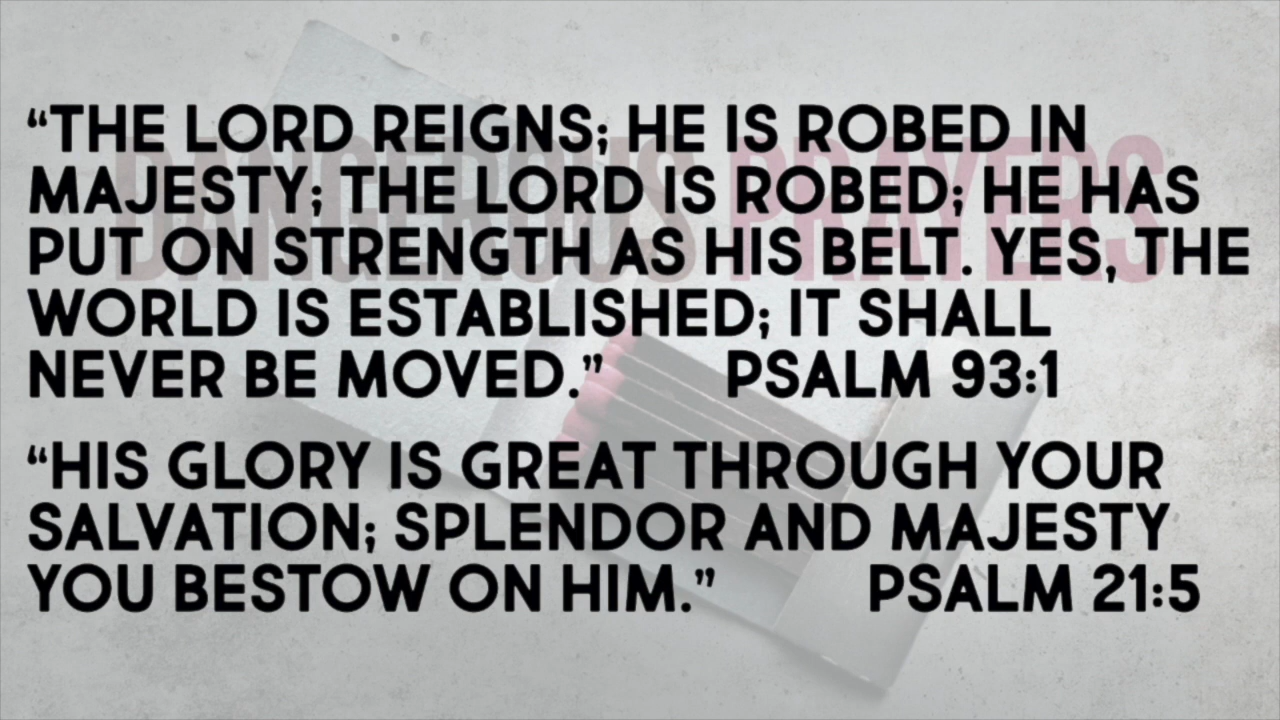 “THE LORD REIGNS; HE IS ROBED IN
MAJESTY; THE LORD IS ROBED; HE HAS
PUT ON STRENGTH AS HIS BELT. YES, THE
WORLD IS ESTABLISHED; IT SHALL
NEVER BE MOVED.” PSALM 93:1
“HIS GLORY IS GREAT THROUGH YOUR
SALVATION; SPLENDOR AND MAJESTY
YOU BESTOW ON HIM.” PSALM 21:5
DANGEROUS PRAYERS